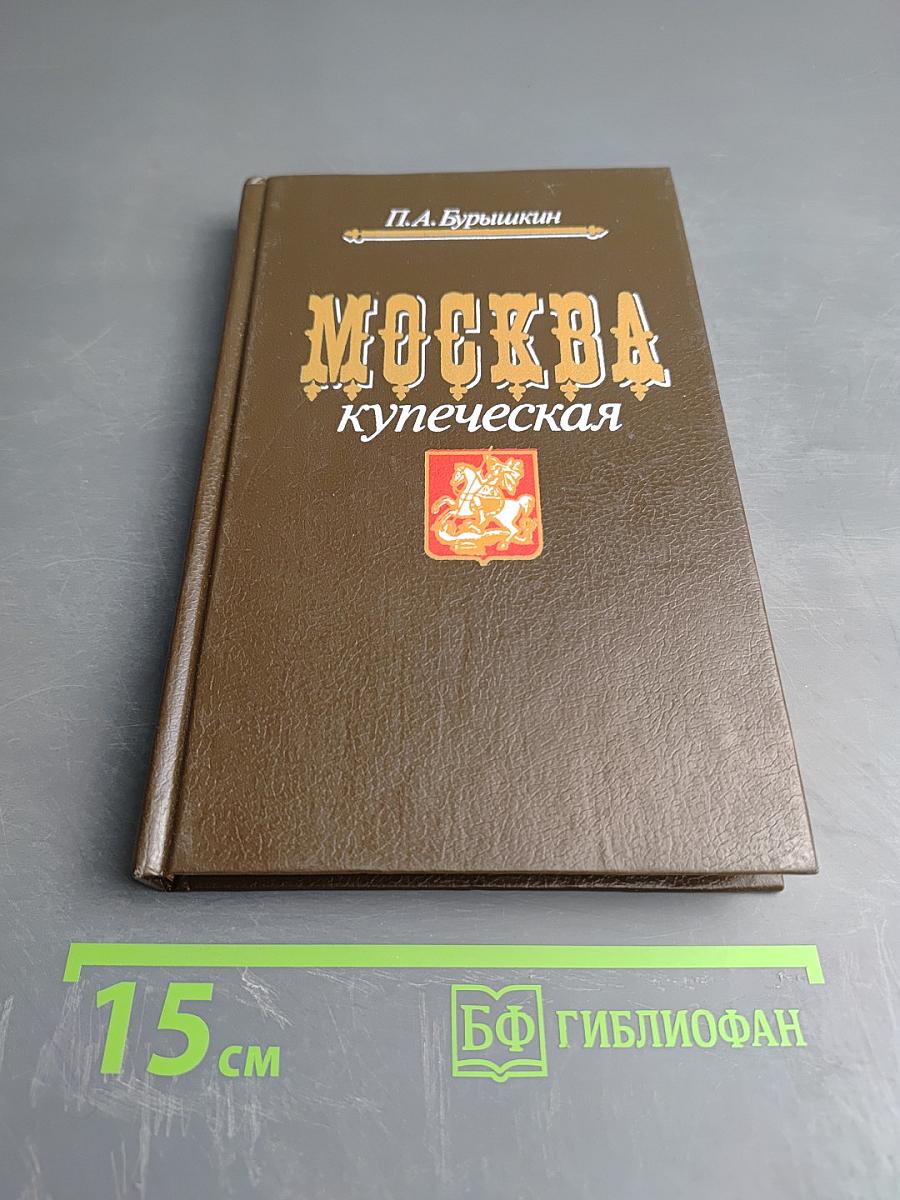 П. А. Бурышкин
МОСКВА
купеческая
15 см
БФ ГИБЛИОФАН